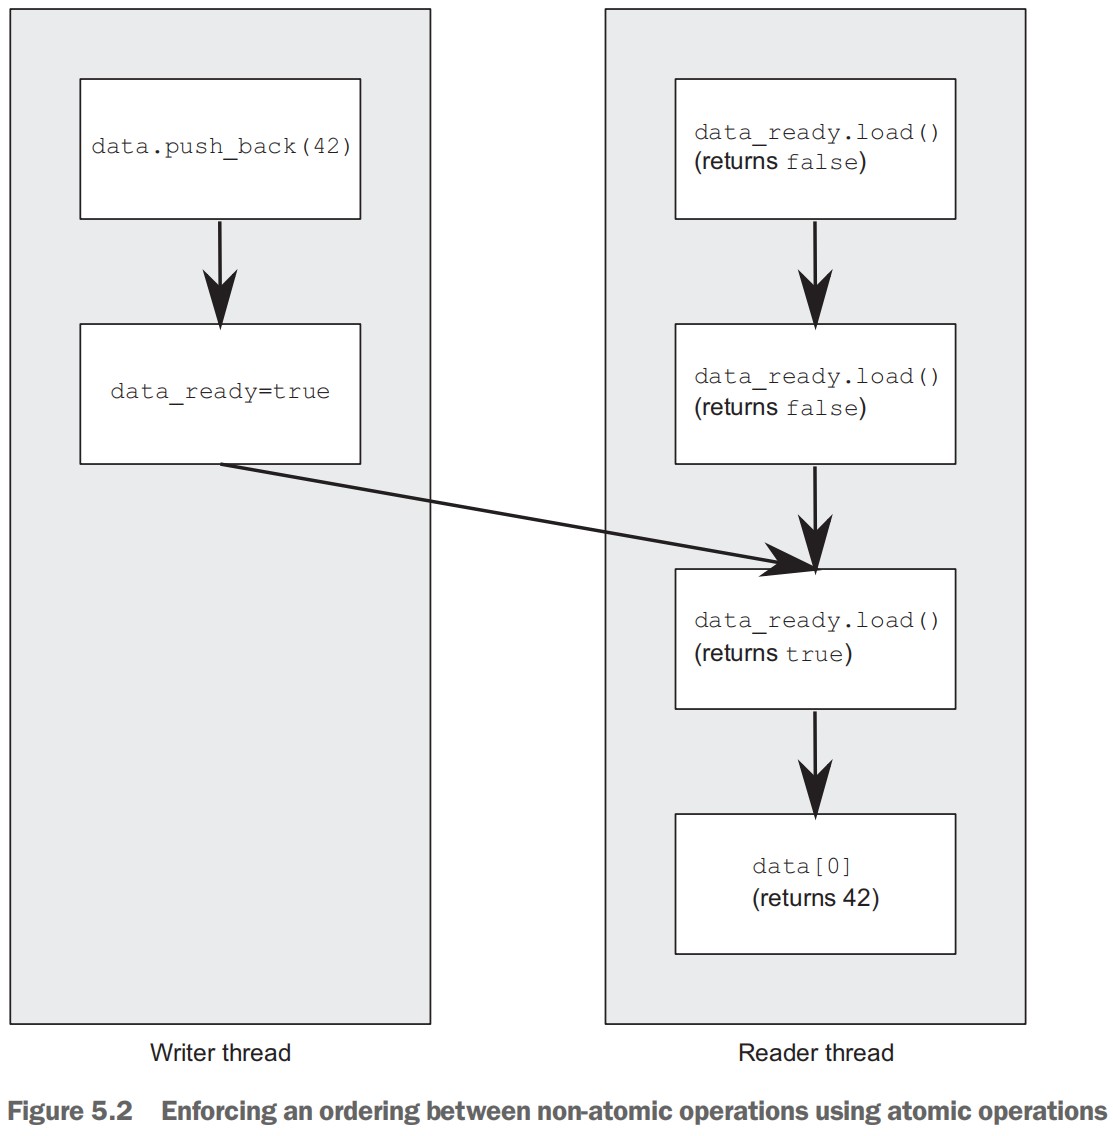 data.push_back(42)
data_ready=true
Writer thread
data_ready.load()
(returns false)
data_ready.load()
(returns false)
data_ready.load()
(returns true)
data[0]
(returns 42)
Reader thread
Figure 5.2 Enforcing an ordering between non-atomic operations using atomic operations